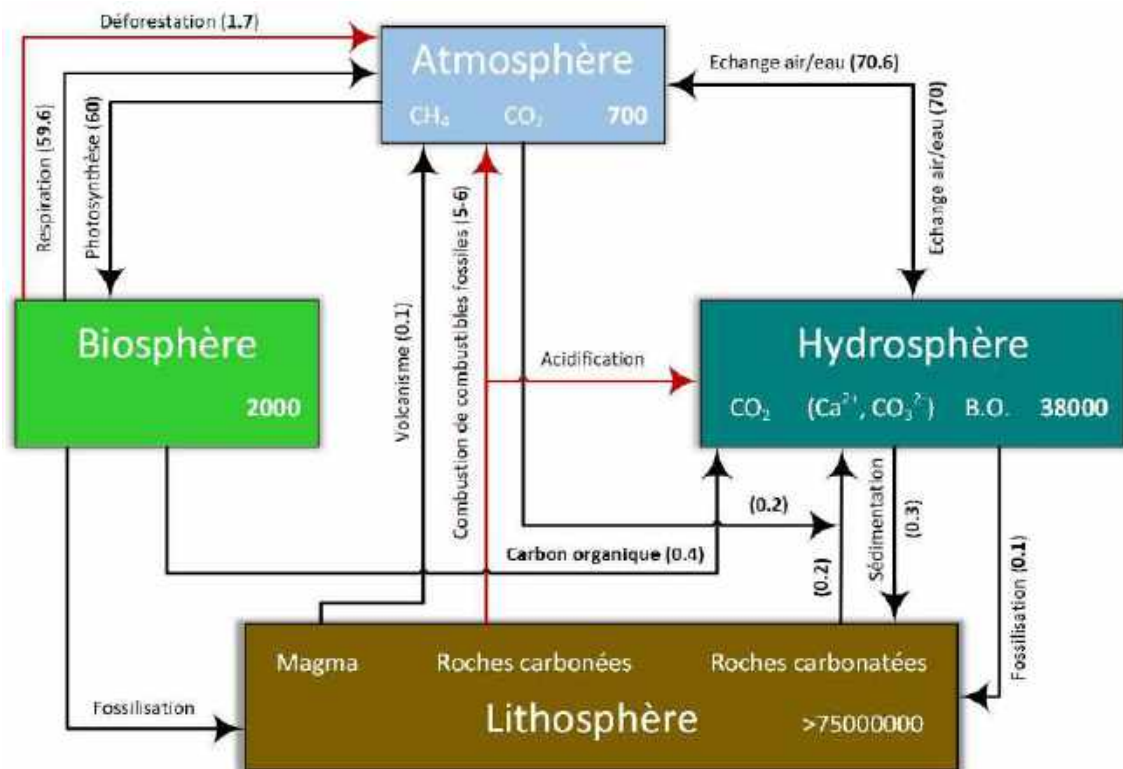 Déforestation (1.7)
Atmosphère
CH₄ CO₂ 700
Echange air/eau (70.6)
Echange air/eau (70)
Respiration (59.6)
Photosynthèse (60)
Volcanisme (0.1)
Combustion de combustibles fossiles (5-6)
Biosphère
2000
Acidification
Hydrosphère
CO₂ (Ca²⁺, CO₃²⁻) B.O. 38000
(0.2)
Carbon organique (0.4)
(0.2)
Sédimentation
(0.3)
Fossilisation (0.1)
Fossilisation
Magma Roches carbonées Roches carbonatées
Lithosphère >75000000